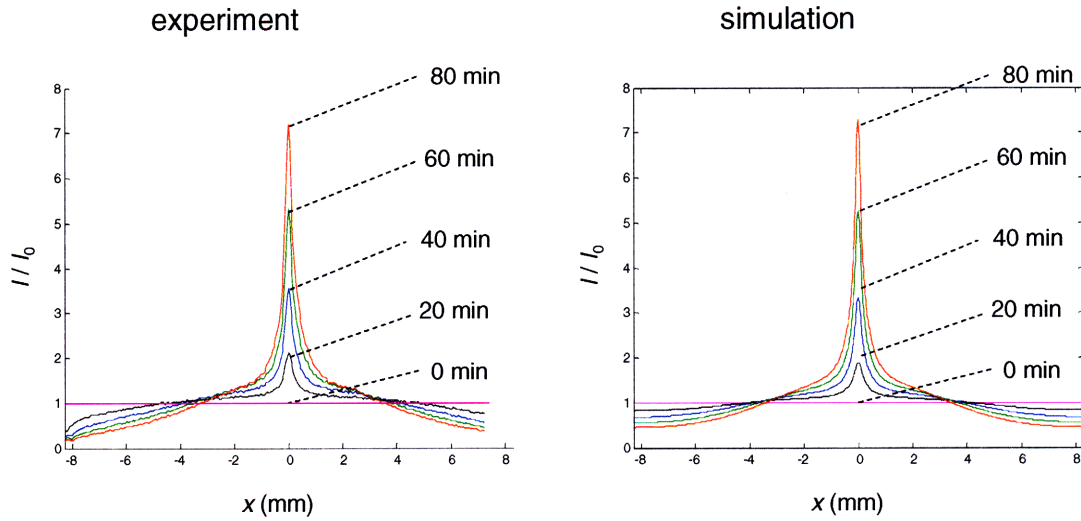 experiment
simulation
80 min
60 min
40 min
20 min
0 min
8
7
6
5
4
3
2
1
0
I / I0
-8 -6 -4 -2 0 2 4 6 8
x (mm)
80 min
60 min
40 min
20 min
0 min
8
7
6
5
4
3
2
1
0
I / I0
-8 -6 -4 -2 0 2 4 6 8
x (mm)